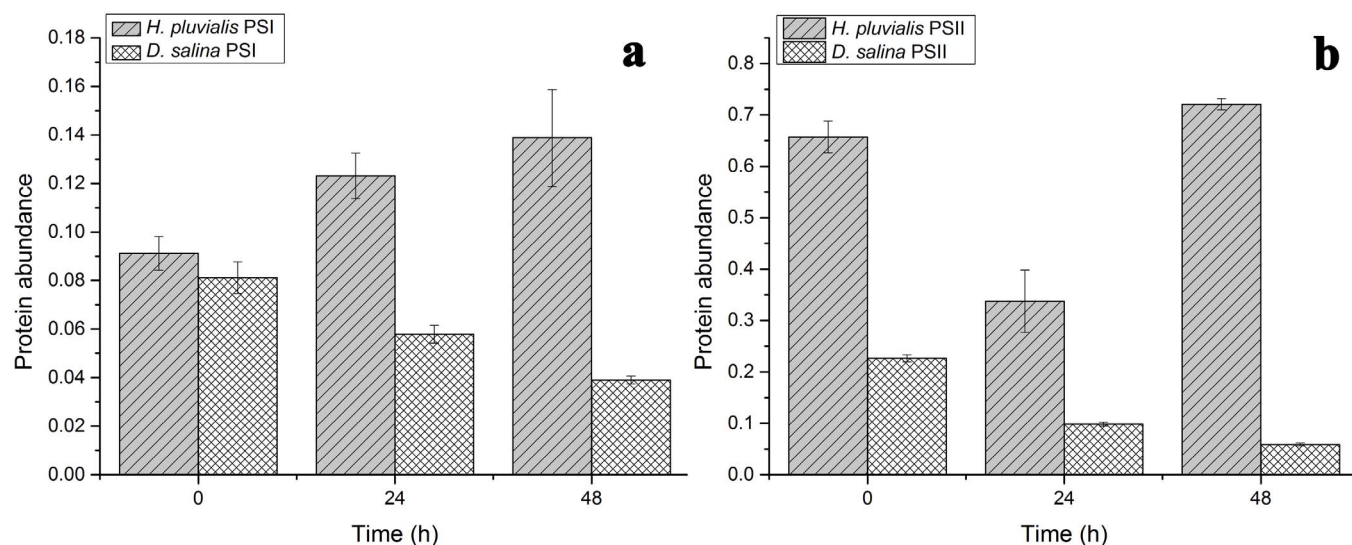 H. pluvialis PSI
D. salina PSI
a
0.18
0.16
0.14
0.12
0.10
0.08
0.06
0.04
0.02
0.00
Protein abundance
0 24 48
Time (h)
H. pluvialis PSII
D. salina PSII
b
0.8
0.7
0.6
0.5
0.4
0.3
0.2
0.1
0.0
Protein abundance
0 24 48
Time (h)